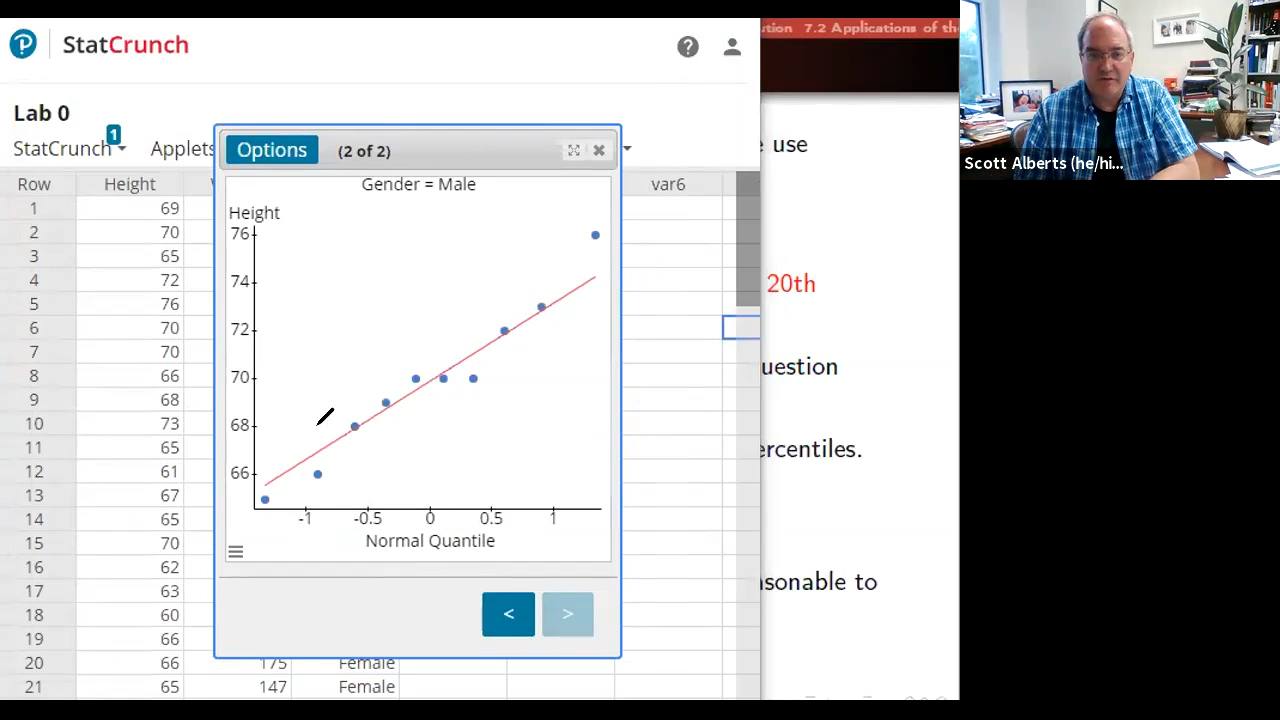 StatCrunch
ution 7.2 Applications of the
Lab 0
StatCrunch
1
Applets
Options
(2 of 2)
Row
Height
var6
1 69
2 70
3 65
4 72
5 76
6 70
7 70
8 66
9 68
10 73
11 65
12 61
13 67
14 65
15 70
16 62
17 63
18 60
19 66
20 66 175 Female
21 65 147 Female
Gender = Male
Height
76
74
72
70
68
66
-1 -0.5 0 0.5 1
Normal Quantile
<
>
e use
20th
uestion
ercentiles.
asonable to
Scott Alberts (he/hi...